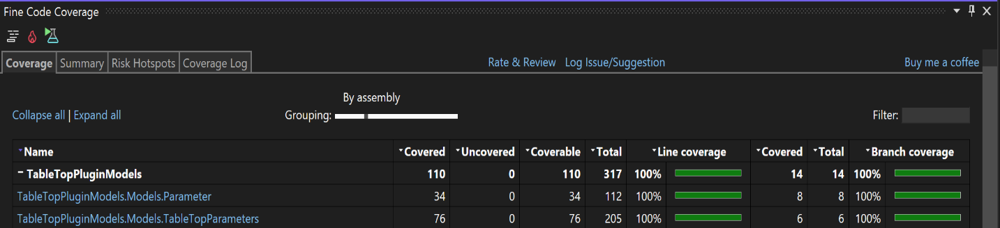 Fine Code Coverage
Coverage Summary Risk Hotspots Coverage Log Rate & Review Log Issue/Suggestion Buy me a coffee
By assembly
Collapse all | Expand all Grouping: Filter:
Name Covered Uncovered Coverable Total Line coverage Covered Total Branch coverage
− TableTopPluginModels 110 0 110 317 100% 14 14 100%
TableTopPluginModels.Models.Parameter 34 0 34 112 100% 8 8 100%
TableTopPluginModels.Models.TableTopParameters 76 0 76 205 100% 6 6 100%